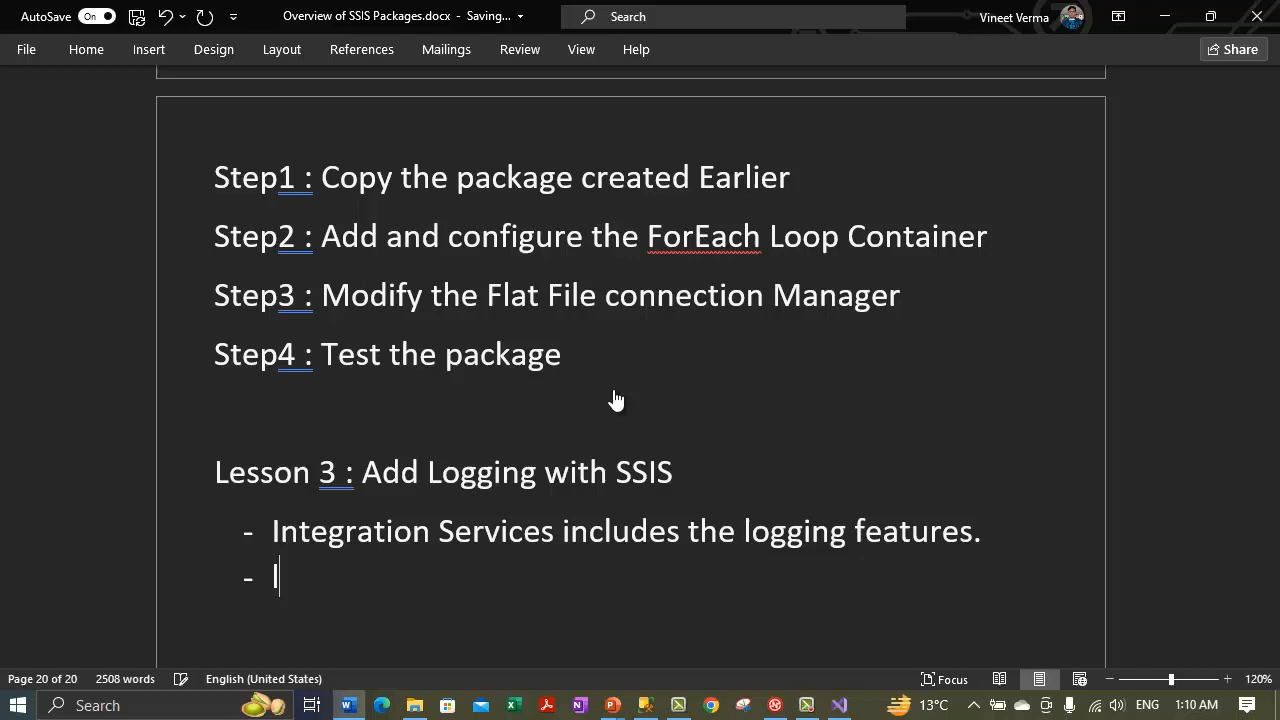 AutoSave On Overview of SSIS Packages.docx - Saving... Search Vineet Verma
File Home Insert Design Layout References Mailings Review View Help Share
Step1 : Copy the package created Earlier
Step2 : Add and configure the ForEach Loop Container
Step3 : Modify the Flat File connection Manager
Step4 : Test the package
Lesson 3 : Add Logging with SSIS
- Integration Services includes the logging features.
- I
Page 20 of 20 2508 words English (United States) Focus 120%
Search 13°C ENG 1:10 AM